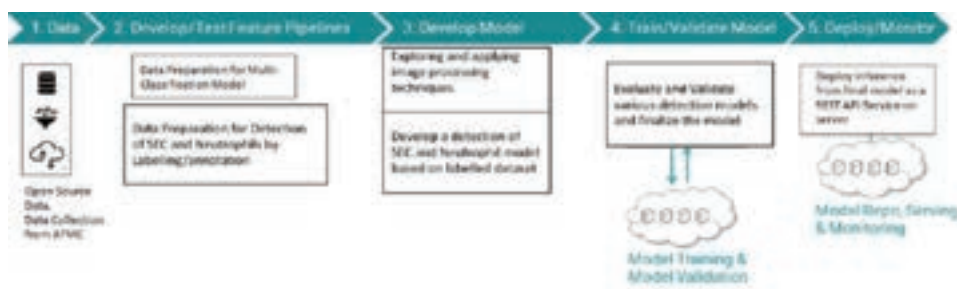 1. Data
2. Develop/Test Feature Pipelines
3. Develop Model
4. Train/Validate Model
5. Deploy/Monitor
Open Source
Data,
Data Collection
from AFMC
Data Preparation for Multi-
Classification Model
Data Preparation for Detection
of SEC and Neutrophils by
Labelling/annotation
Exploring and applying
image processing
techniques.
Develop a detection of
SEC and Neutrophil model
based on labelled dataset
Evaluate and Validate
various detection models
and finalize the model
Model Training &
Model Validation
Deploy inference
from final model as a
REST API Service on
server
Model Repo, Serving
& Monitoring